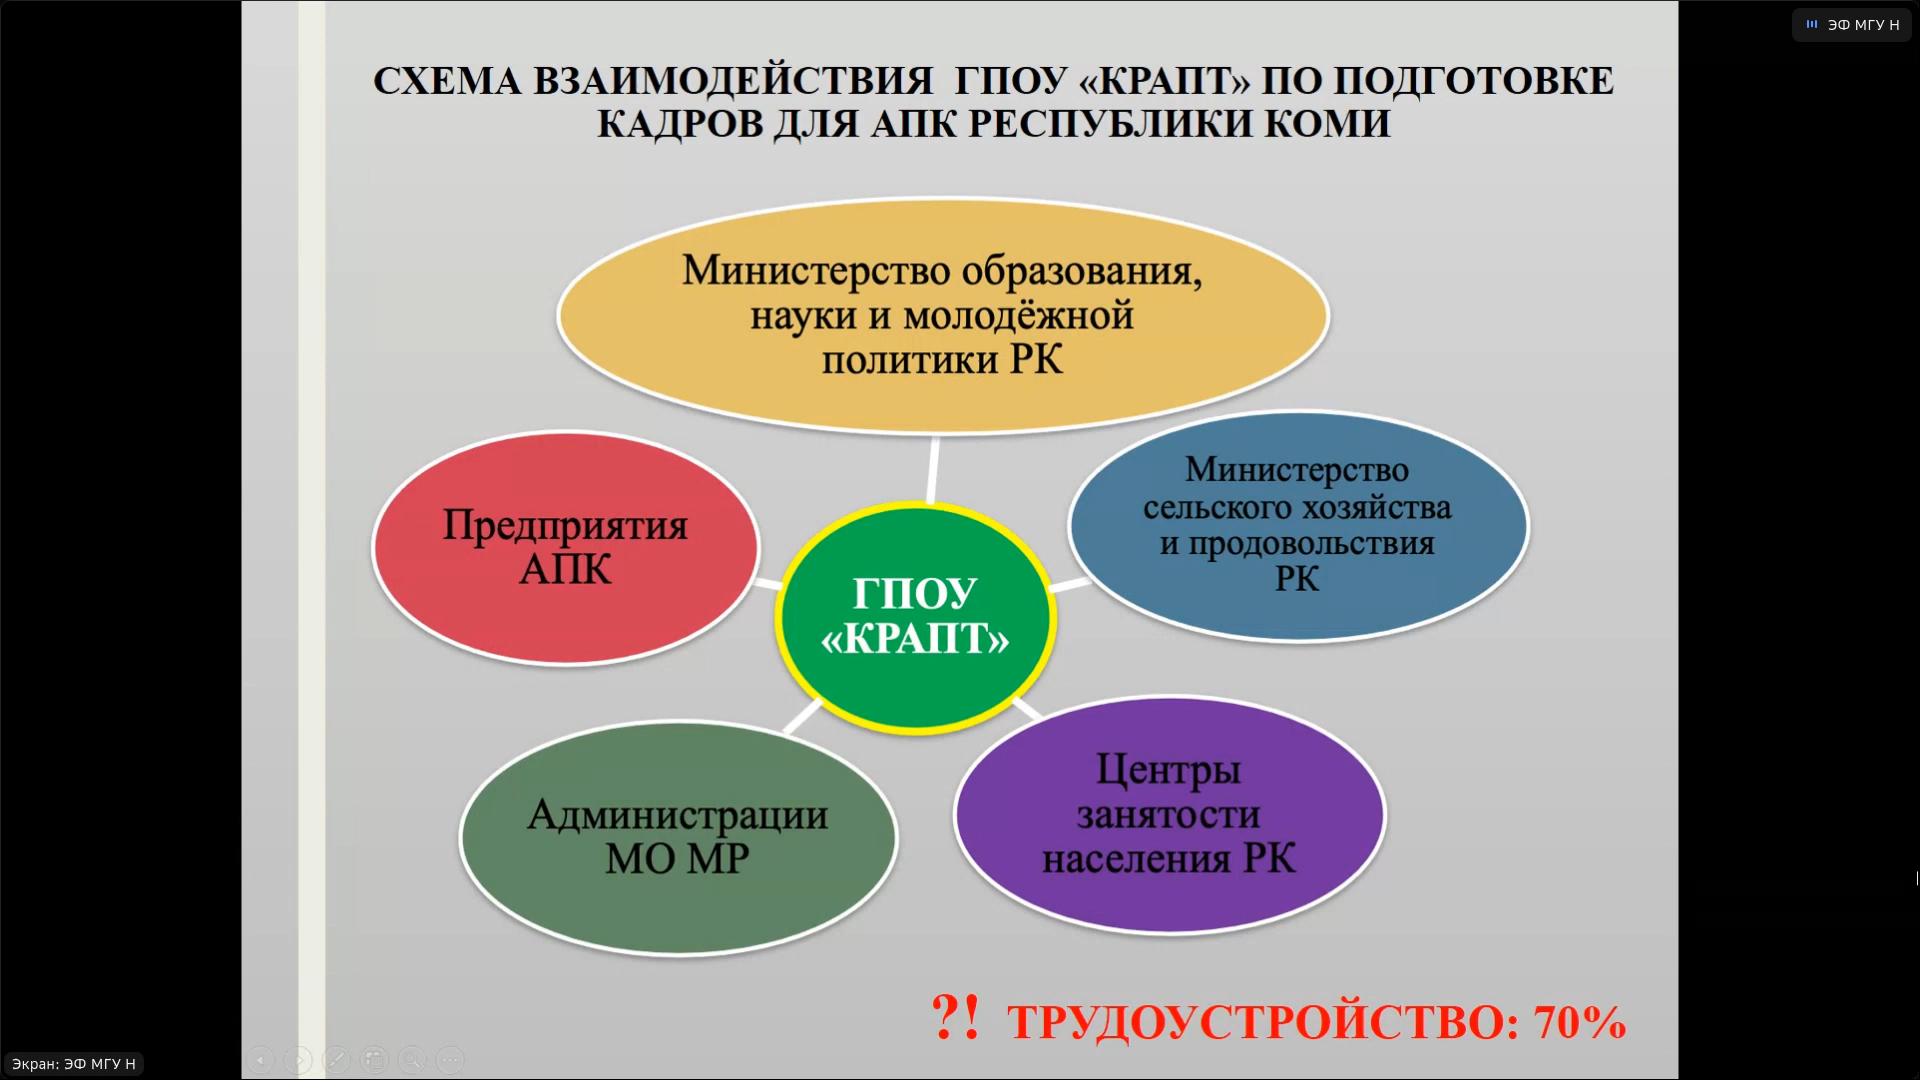 ЭФ МГУ Н
СХЕМА ВЗАИМОДЕЙСТВИЯ ГПОУ «КРАПТ» ПО ПОДГОТОВКЕ
КАДРОВ ДЛЯ АПК РЕСПУБЛИКИ КОМИ
Министерство образования,
науки и молодёжной
политики РК
Предприятия
АПК
Министерство
сельского хозяйства
и продовольствия
РК
ГПОУ
«КРАПТ»
Администрации
МО МР
Центры
занятости
населения РК
?! ТРУДОУСТРОЙСТВО: 70%
Экран: ЭФ МГУ Н